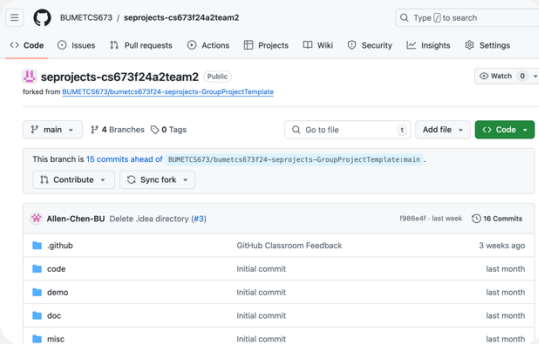 BUMETCS673 / seprojects-cs673f24a2team2
Type / to search
Code Issues Pull requests Actions Projects Wiki Security Insights Settings
seprojects-cs673f24a2team2 Public
Watch 0
forked from BUMETCS673/bumetcs673f24-seprojects-GroupProjectTemplate
main 4 Branches 0 Tags Go to file t Add file Code
This branch is 15 commits ahead of BUMETCS673/bumetcs673f24-seprojects-GroupProjectTemplate:main .
Contribute Sync fork
Allen-Chen-BU Delete .idea directory (#3) f986e4f · last week 16 Commits
.github GitHub Classroom Feedback 3 weeks ago
code Initial commit last month
demo Initial commit last month
doc Initial commit last month
misc Initial commit last month